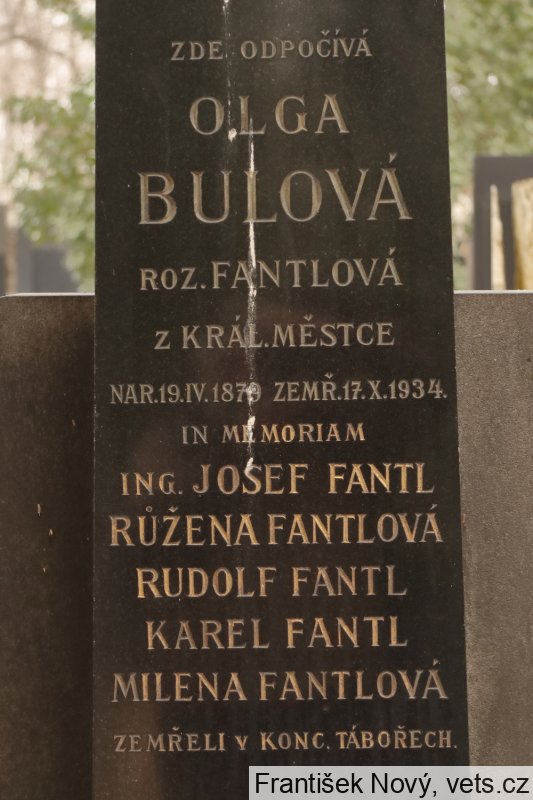 ZDE ODPOČÍVÁ
OLGA
BULOVÁ
ROZ. FANTLOVÁ
Z KRÁL. MĚSTCE
NAR. 19. IV. 1879 ZEMŘ. 17. X. 1934.
IN MEMORIAM
ING. JOSEF FANTL
RŮŽENA FANTLOVÁ
RUDOLF FANTL
KAREL FANTL
MILENA FANTLOVÁ
ZEMŘELI V KONC. TÁBOŘECH.
František Nový, vets.cz